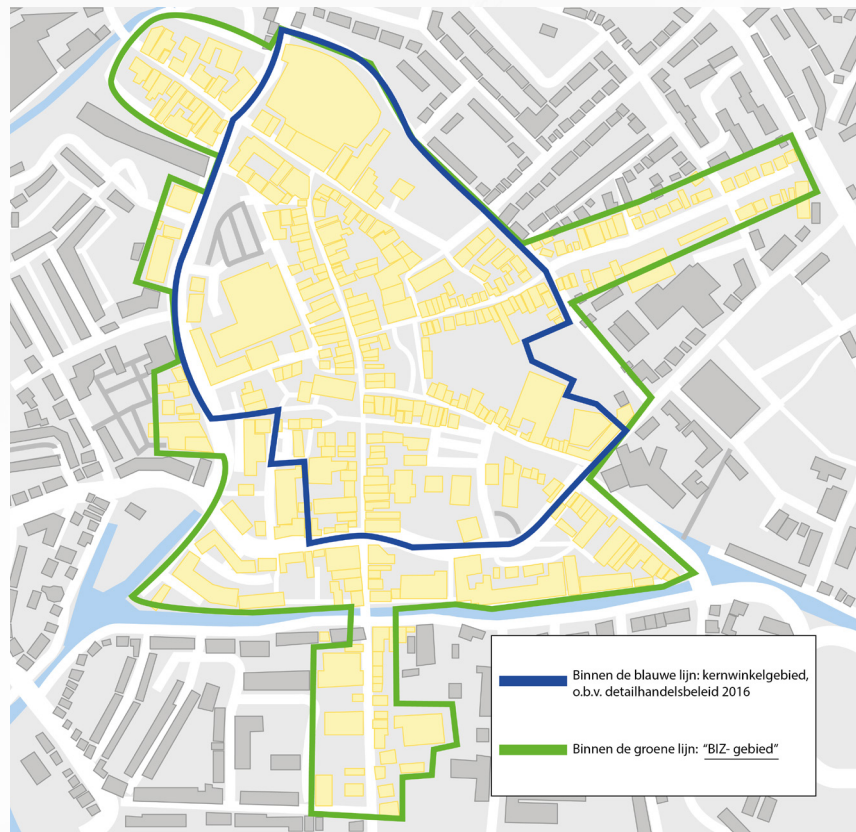 Binnen de blauwe lijn: kernwinkelgebied,
o.b.v. detailhandelsbeleid 2016
Binnen de groene lijn: “BIZ- gebied“